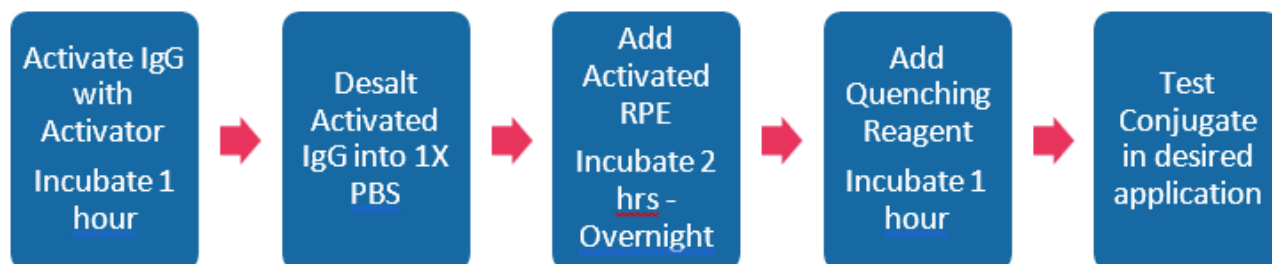 Activate IgG
with
Activator
Incubate 1
hour
Desalt
Activated
IgG into 1X
PBS
Add
Activated
RPE
Incubate 2
hrs -
Overnight
Add
Quenching
Reagent
Incubate 1
hour
Test
Conjugate
in desired
application